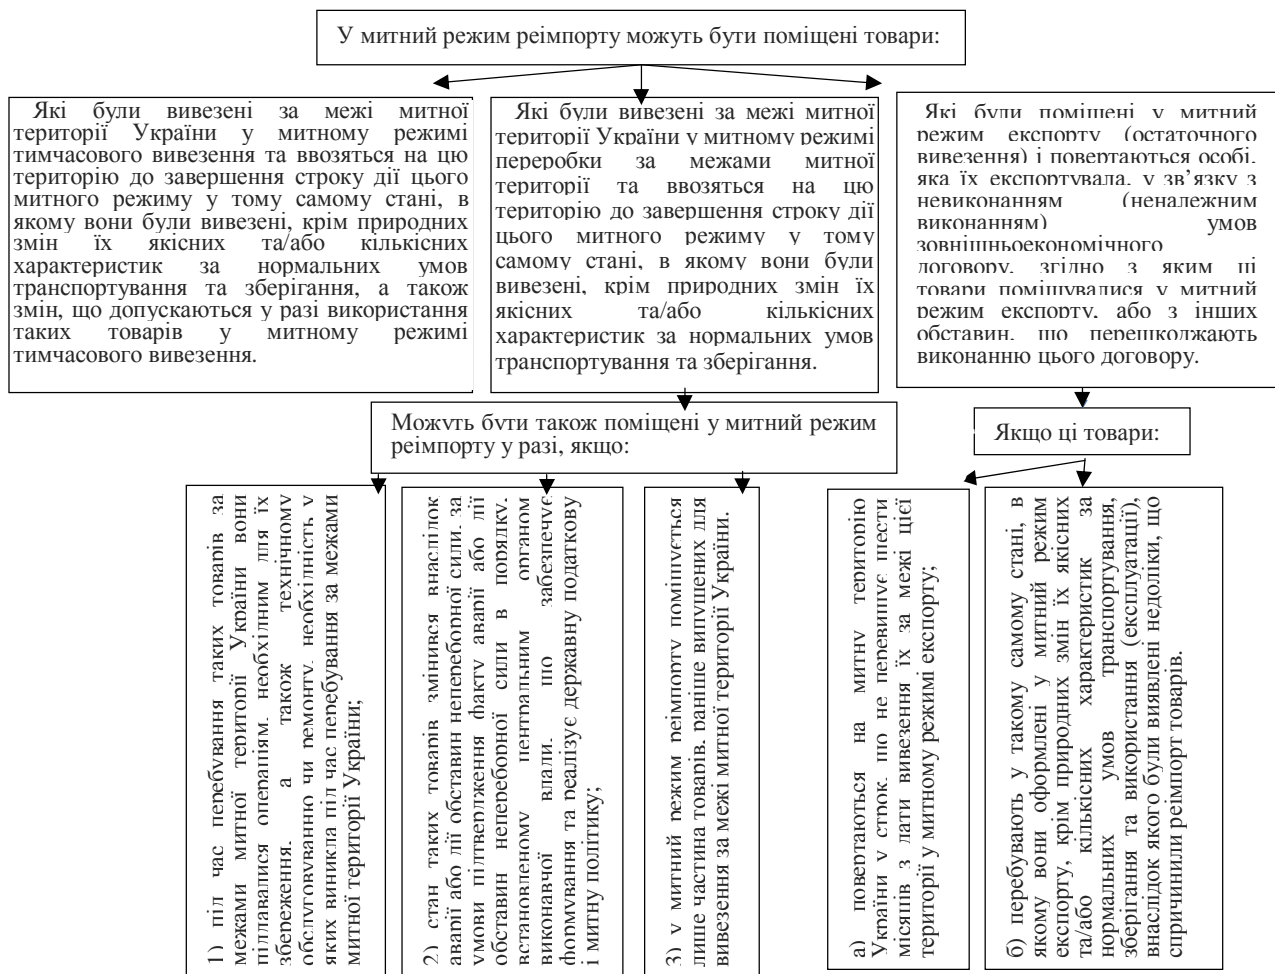 У митний режим реімпорту можуть бути поміщені товари:
Які були вивезені за межі митної
території України у митному режимі
тимчасового вивезення та ввозяться на цю
територію до завершення строку дії цього
митного режиму у тому самому стані, в
якому вони були вивезені, крім природних
змін їх якісних та/або кількісних
характеристик за нормальних умов
транспортування та зберігання, а також
змін, що допускаються у разі використання
таких товарів у митному режимі
тимчасового вивезення.
Які були вивезені за межі митної
території України у митному режимі
переробки за межами митної
території та ввозяться на цю
територію до завершення строку дії
цього митного режиму у тому
самому стані, в якому вони були
вивезені, крім природних змін їх
якісних та/або кількісних
характеристик за нормальних умов
транспортування та зберігання.
Які були поміщені у митний
режим експорту (остаточного
вивезення) і повертаються особі,
яка їх експортувала, у зв’язку з
невиконанням (неналежним
виконанням) умов
зовнішньоекономічного
договору, згідно з яким ці
товари поміщувалися у митний
режим експорту, або з інших
обставин, що перешкоджають
виконанню цього договору.
Можуть бути також поміщені у митний режим
реімпорту у разі, якщо:
Якщо ці товари:
1) під час перебування таких товарів за
межами митної території України вони
піддавалися операціям, необхідним для їх
збереження, а також технічному
обслуговуванню чи ремонту, необхідність у
яких виникла під час перебування за межами
митної території України;
2) стан таких товарів змінився внаслідок
аварії або дії обставин непереборної сили, за
умови підтвердження факту аварії або дії
обставин непереборної сили в порядку,
встановленому центральним органом
виконавчої влади, що забезпечує
формування та реалізує державну податкову
і митну політику;
3) у митний режим реімпорту поміщується
лише частина товарів, раніше випущених для
вивезення за межі митної території України.
а) повертаються на митну територію
України у строк, що не перевищує шести
місяців з дати вивезення їх за межі цієї
території у митному режимі експорту;
б) перебувають у такому самому стані, в
якому вони оформлені у митний режим
експорту, крім природних змін їх якісних
та/або кількісних характеристик за
нормальних умов транспортування,
зберігання та використання (експлуатації),
внаслідок якого були виявлені недоліки, що
спричинили реімпорт товарів.